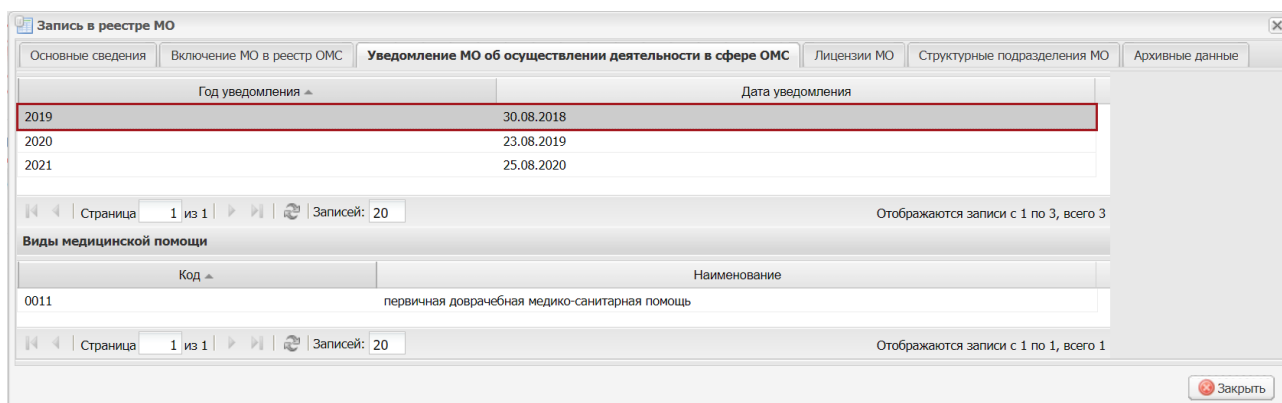 Запись в реестре МО
Основные сведения Включение МО в реестр ОМС Уведомление МО об осуществлении деятельности в сфере ОМС Лицензии МО Структурные подразделения МО Архивные данные
Год уведомления Дата уведомления
2019 30.08.2018
2020 23.08.2019
2021 25.08.2020
Страница 1 из 1 Записей: 20 Отображаются записи с 1 по 3, всего 3
Виды медицинской помощи
Код Наименование
0011 первичная доврачебная медико-санитарная помощь
Страница 1 из 1 Записей: 20 Отображаются записи с 1 по 1, всего 1
Закрыть